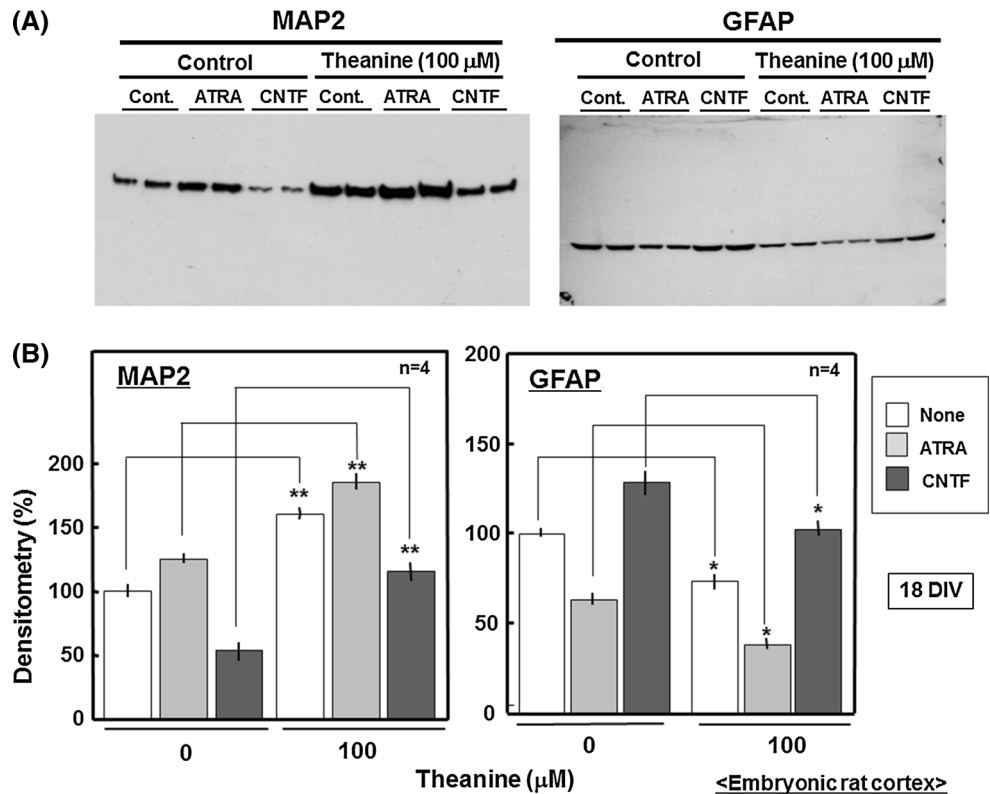 (A)
MAP2
Control Theanine (100 μM)
Cont. ATRA CNTF Cont. ATRA CNTF
GFAP
Control Theanine (100 μM)
Cont. ATRA CNTF Cont. ATRA CNTF
(B)
Densitometry (%)
MAP2
n=4
200
150
100
50
0
** ** **
0 100
GFAP
n=4
200
150
100
50
0
* * *
0 100
Theanine (μM)
None
ATRA
CNTF
18 DIV
<Embryonic rat cortex>